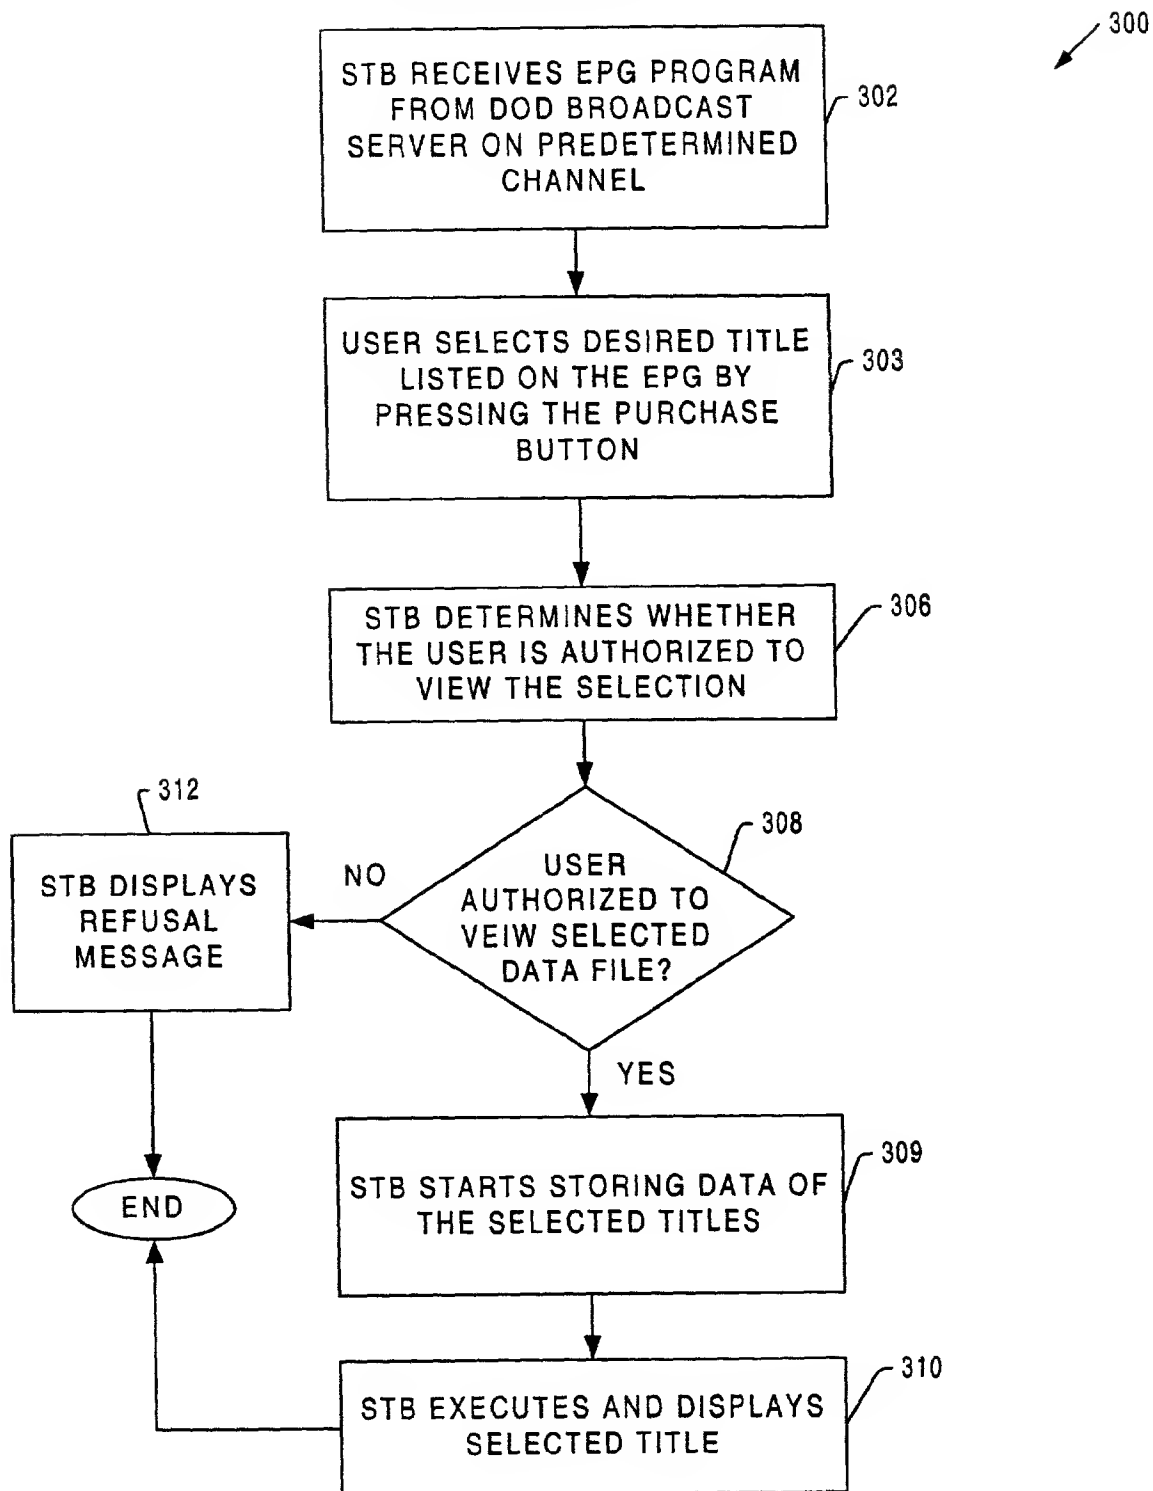 300
STB RECEIVES EPG PROGRAM
FROM DOD BROADCAST
SERVER ON PREDETERMINED
CHANNEL
302
USER SELECTS DESIRED TITLE
LISTED ON THE EPG BY
PRESSING THE PURCHASE
BUTTON
303
STB DETERMINES WHETHER
THE USER IS AUTHORIZED TO
VIEW THE SELECTION
306
USER
AUTHORIZED TO
VEIW SELECTED
DATA FILE?
308
NO
312
STB DISPLAYS
REFUSAL
MESSAGE
YES
STB STARTS STORING DATA OF
THE SELECTED TITLES
309
END
STB EXECUTES AND DISPLAYS
SELECTED TITLE
310